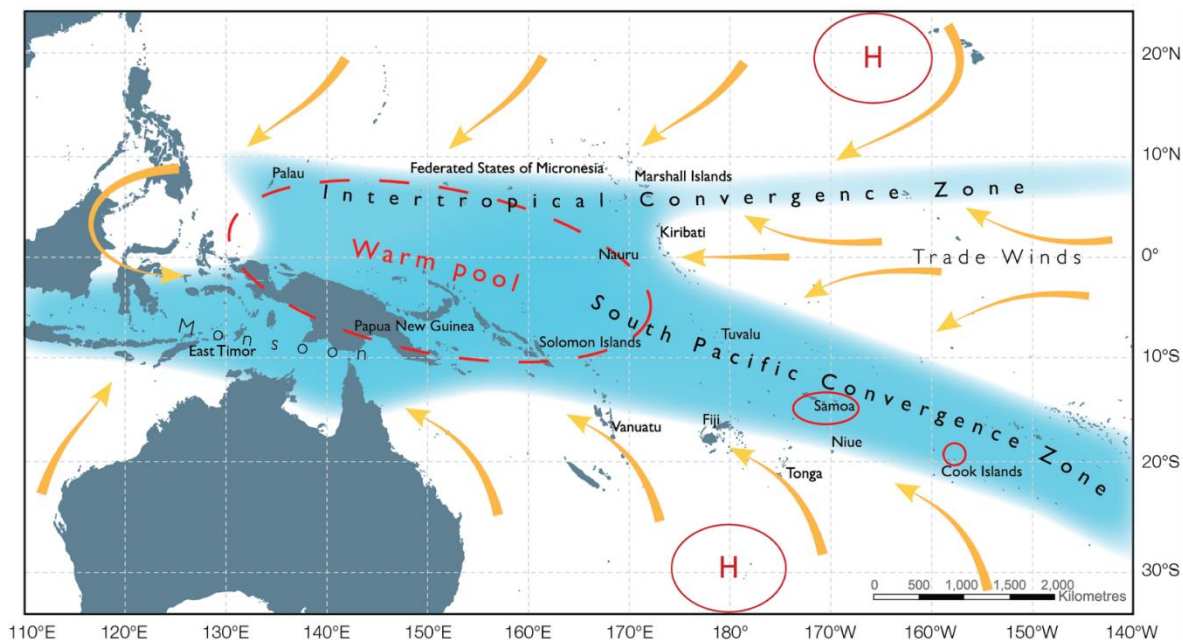 H
20°N
10°N
Palau
Federated States of Micronesia
Marshall Islands
Intertropical Convergence Zone
Kiribati
Warm pool
Nauru
Trade Winds
0°
Papua New Guinea
South Pacific Convergence Zone
Monsoon
East Timor
Solomon Islands
Tuvalu
10°S
Samoa
Vanuatu
Fiji
Niue
Tonga
Cook Islands
20°S
H
30°S
0 500 1,000 1,500 2,000
Kilometres
110°E 120°E 130°E 140°E 150°E 160°E 170°E 180° 170°W 160°W 150°W 140°W